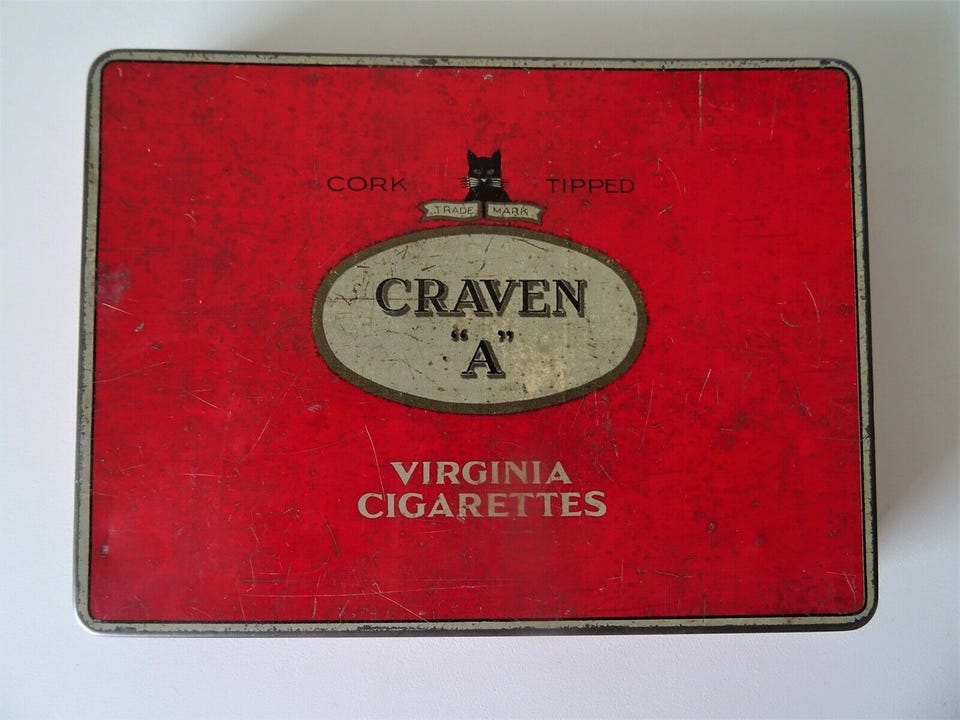 CORK TIPPED
TRADE MARK
CRAVEN
“A”
VIRGINIA
CIGARETTES